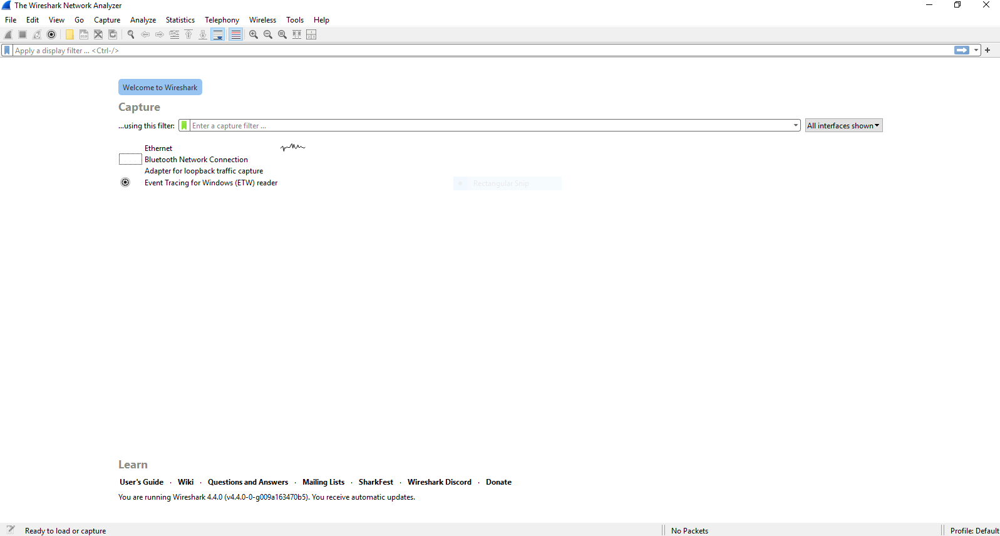 The Wireshark Network Analyzer
File Edit View Go Capture Analyze Statistics Telephony Wireless Tools Help
Apply a display filter ... <Ctrl-/>
Welcome to Wireshark
Capture
...using this filter: Enter a capture filter ... All interfaces shown
Ethernet
Bluetooth Network Connection
Adapter for loopback traffic capture
Event Tracing for Windows (ETW) reader
Rectangular Snip
Learn
User's Guide · Wiki · Questions and Answers · Mailing Lists · SharkFest · Wireshark Discord · Donate
You are running Wireshark 4.4.0 (v4.4.0-0-g009a163470b5). You receive automatic updates.
Ready to load or capture No Packets Profile: Default